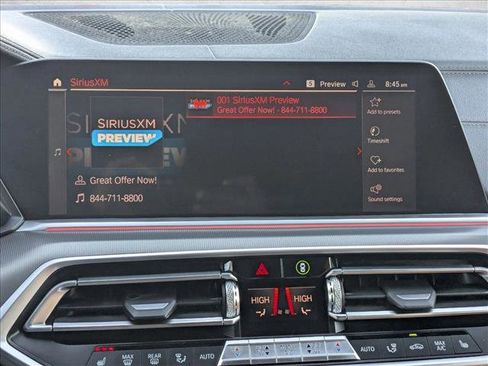 SiriusXM
S Preview 8:45 am
SIRIUSXM
PREVIEW
001 SiriusXM Preview
Great Offer Now! - 844-711-8800
Add to presets
Timeshift
Add to favorites
Sound settings
Great Offer Now!
844-711-8800
HIGH HIGH
MAX
REAR
AUTO
AUTO
MAX
A/C